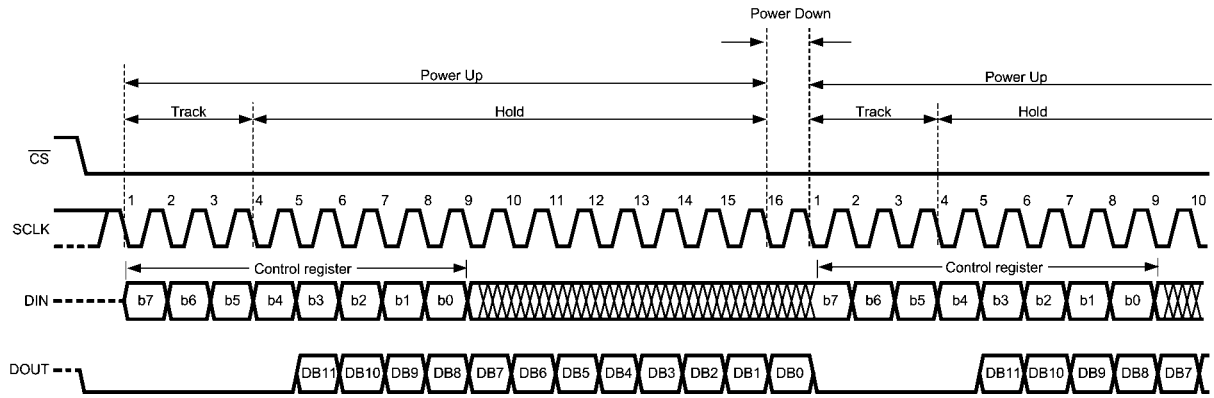 Power Down
Power Up Power Up
Track Hold Track Hold
CS
1 2 3 4 5 6 7 8 9 10 11 12 13 14 15 16 1 2 3 4 5 6 7 8 9 10
SCLK
Control register Control register
DIN b7 b6 b5 b4 b3 b2 b1 b0 b7 b6 b5 b4 b3 b2 b1 b0
DOUT DB11 DB10 DB9 DB8 DB7 DB6 DB5 DB4 DB3 DB2 DB1 DB0 DB11 DB10 DB9 DB8 DB7